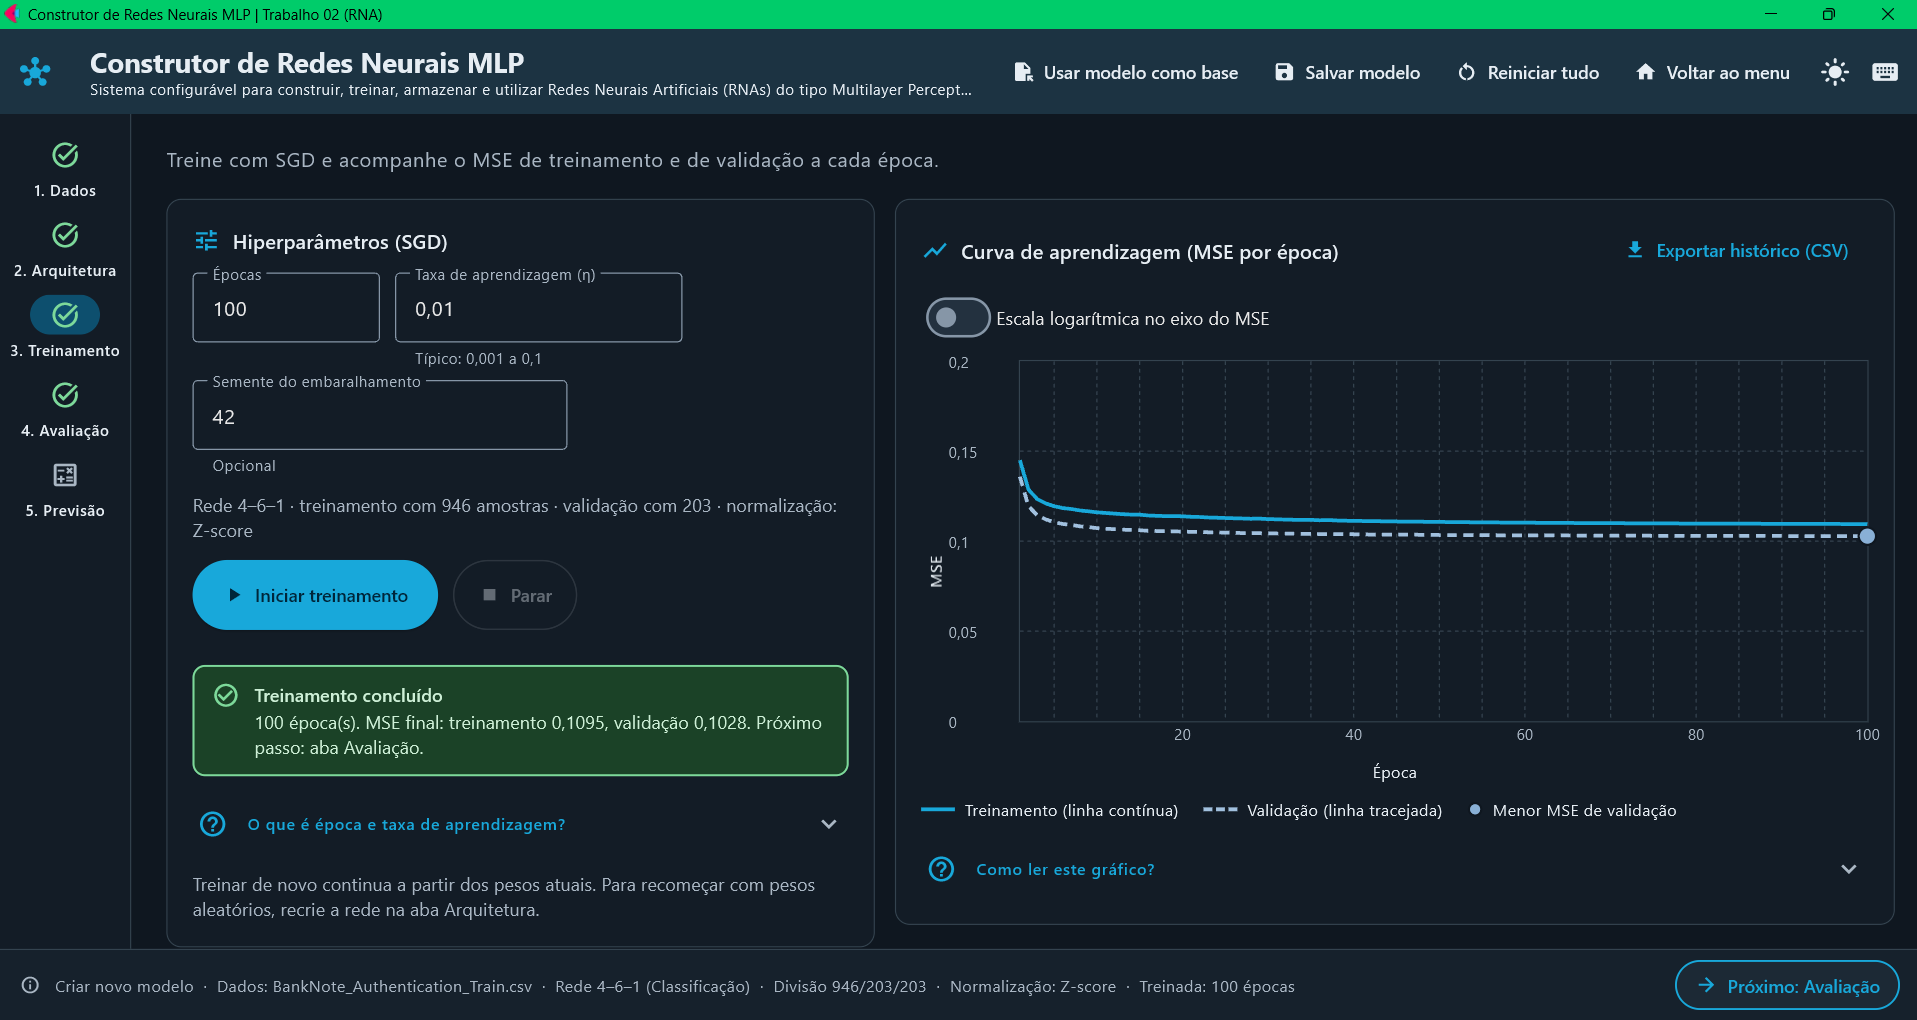 Construtor de Redes Neurais MLP | Trabalho 02 (RNA)
Construtor de Redes Neurais MLP
Sistema configurável para construir, treinar, armazenar e utilizar Redes Neurais Artificiais (RNAs) do tipo Multilayer Percept...
Usar modelo como base
Salvar modelo
Reiniciar tudo
Voltar ao menu
1. Dados
2. Arquitetura
3. Treinamento
4. Avaliação
5. Previsão
Treine com SGD e acompanhe o MSE de treinamento e de validação a cada época.
Hiperparâmetros (SGD)
Épocas
100
Taxa de aprendizagem (η)
0,01
Típico: 0,001 a 0,1
Semente do embaralhamento
42
Opcional
Rede 4–6–1 · treinamento com 946 amostras · validação com 203 · normalização:
Z-score
Iniciar treinamento
Parar
Treinamento concluído
100 época(s). MSE final: treinamento 0,1095, validação 0,1028. Próximo
passo: aba Avaliação.
O que é época e taxa de aprendizagem?
Treinar de novo continua a partir dos pesos atuais. Para recomeçar com pesos
aleatórios, recrie a rede na aba Arquitetura.
Curva de aprendizagem (MSE por época)
Exportar histórico (CSV)
Escala logarítmica no eixo do MSE
0,2
0,15
0,1
0,05
0
MSE
20
40
60
80
100
Época
Treinamento (linha contínua)
Validação (linha tracejada)
Menor MSE de validação
Como ler este gráfico?
Criar novo modelo · Dados: BankNote_Authentication_Train.csv · Rede 4–6–1 (Classificação) · Divisão 946/203/203 · Normalização: Z-score · Treinada: 100 épocas
Próximo: Avaliação